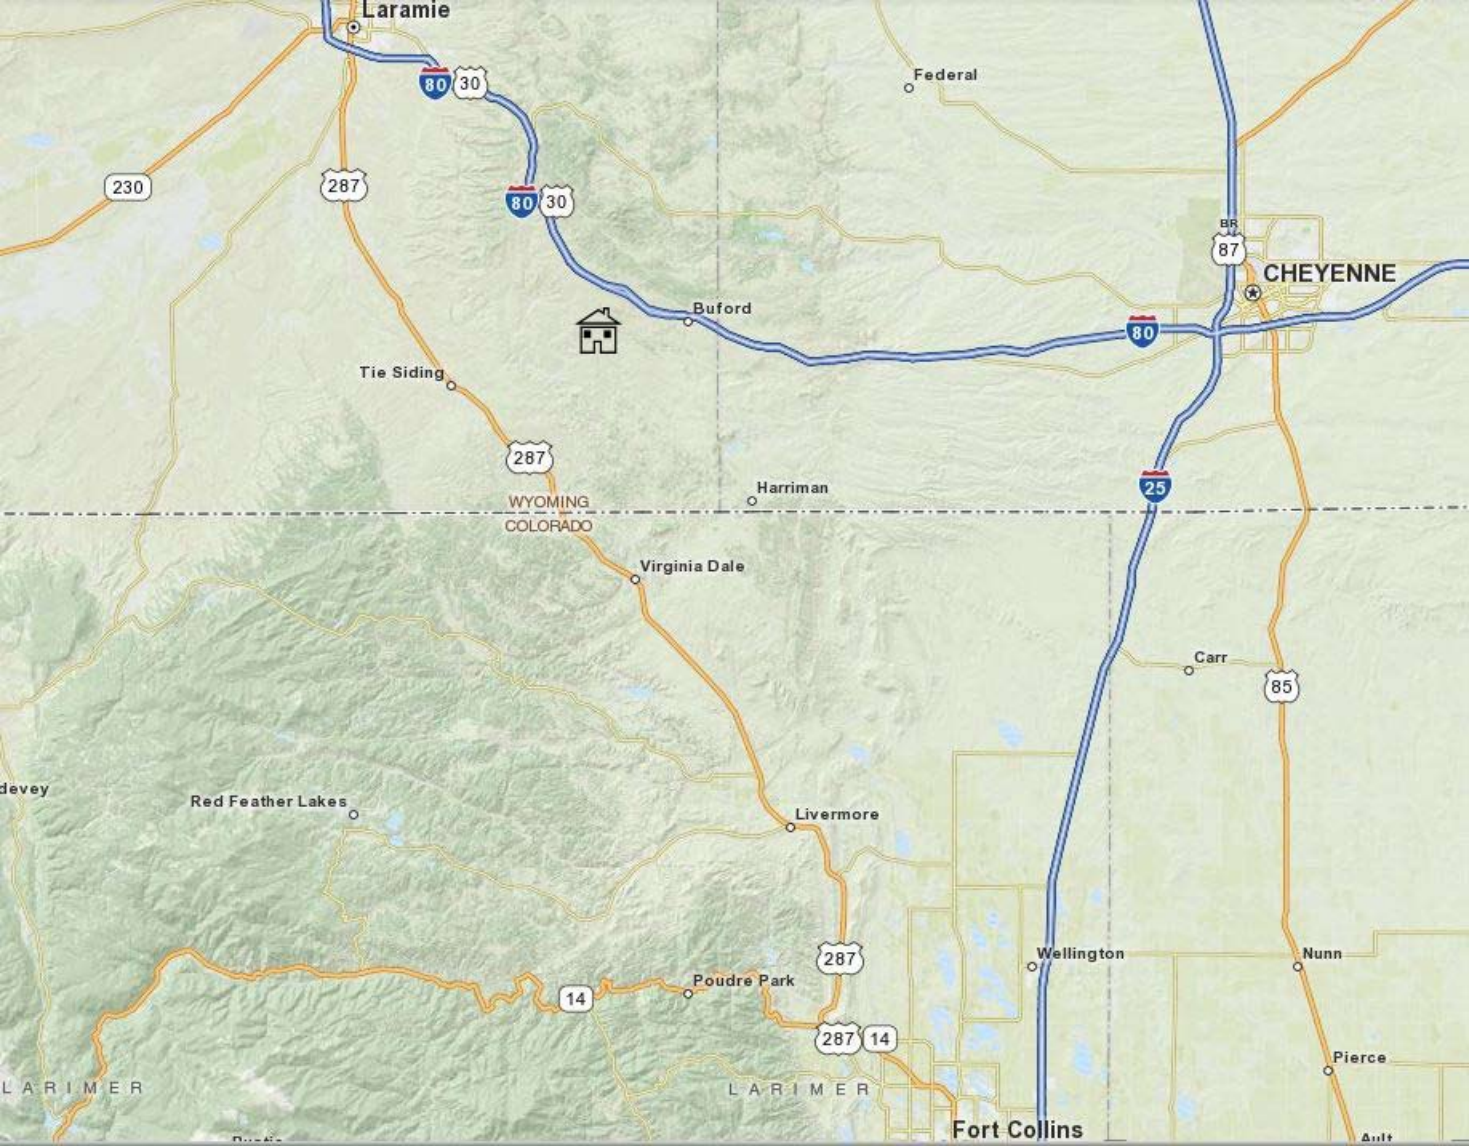 Laramie
80
30
Federal
230
287
80
30
BR
87
CHEYENNE
Buford
80
Tie Siding
287
Harriman
25
WYOMING
COLORADO
Virginia Dale
Carr
85
devey
Red Feather Lakes
Livermore
287
Wellington
Nunn
Poudre Park
14
287
14
Pierce
LARIMER
LARIMER
Fort Collins
Ault